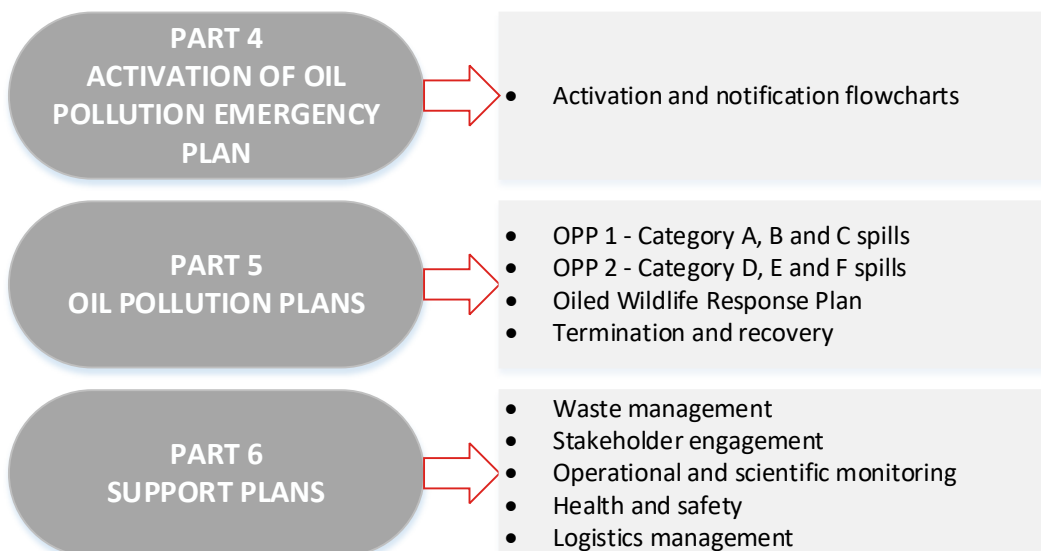 PART 4
ACTIVATION OF OIL
POLLUTION EMERGENCY
PLAN
• Activation and notification flowcharts
PART 5
OIL POLLUTION PLANS
• OPP 1 - Category A, B and C spills
• OPP 2 - Category D, E and F spills
• Oiled Wildlife Response Plan
• Termination and recovery
PART 6
SUPPORT PLANS
• Waste management
• Stakeholder engagement
• Operational and scientific monitoring
• Health and safety
• Logistics management